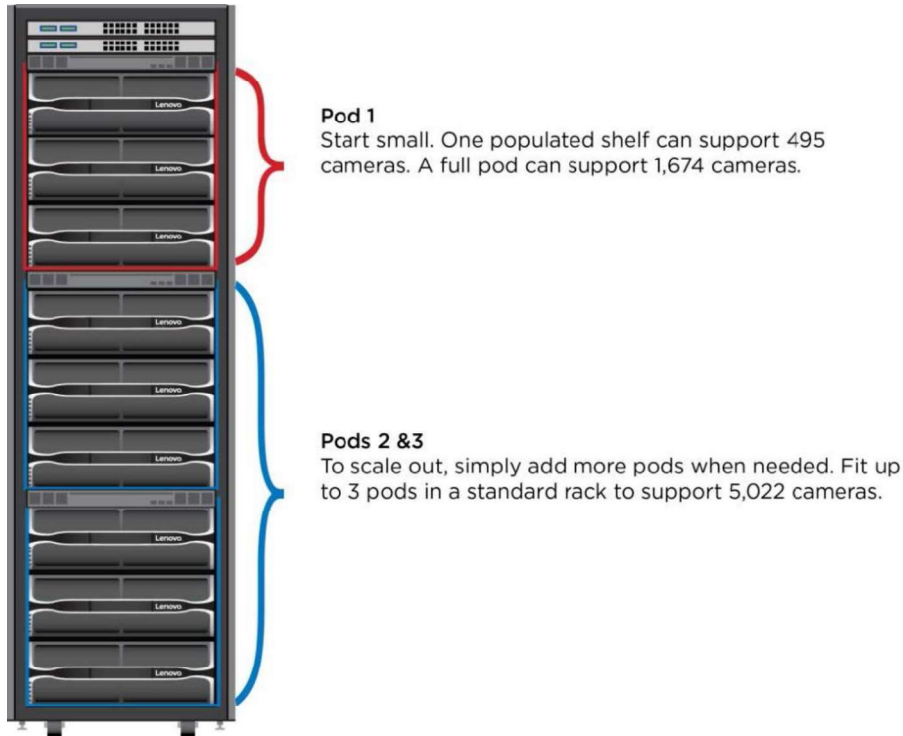 Lenovo
Pod 1
Start small. One populated shelf can support 495
cameras. A full pod can support 1,674 cameras.
Lenovo
Lenovo
Lenovo
Lenovo
Pods 2 &3
To scale out, simply add more pods when needed. Fit up
to 3 pods in a standard rack to support 5,022 cameras.
Lenovo
Lenovo
Lenovo
Lenovo